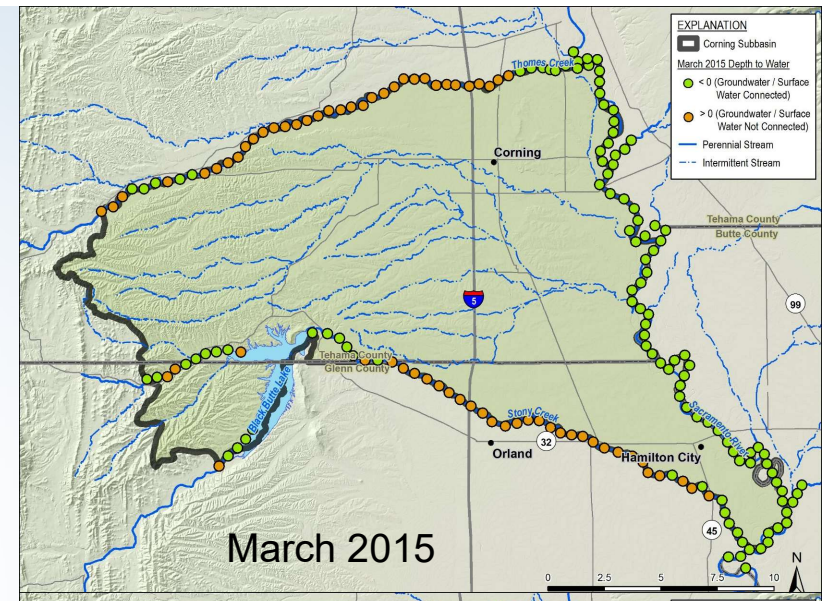 EXPLANATION
Corning Subbasin
March 2015 Depth to Water
< 0 (Groundwater / Surface
Water Connected)
> 0 (Groundwater / Surface
Water Not Connected)
Perennial Stream
Intermittent Stream
Thomes Creek
Corning
Tehama County
Butte County
5
99
Tehama County
Glenn County
Black Butte Lake
Stony Creek
Sacramento River
32
Orland
Hamilton City
45
March 2015
N
0 2.5 5 7.5 10